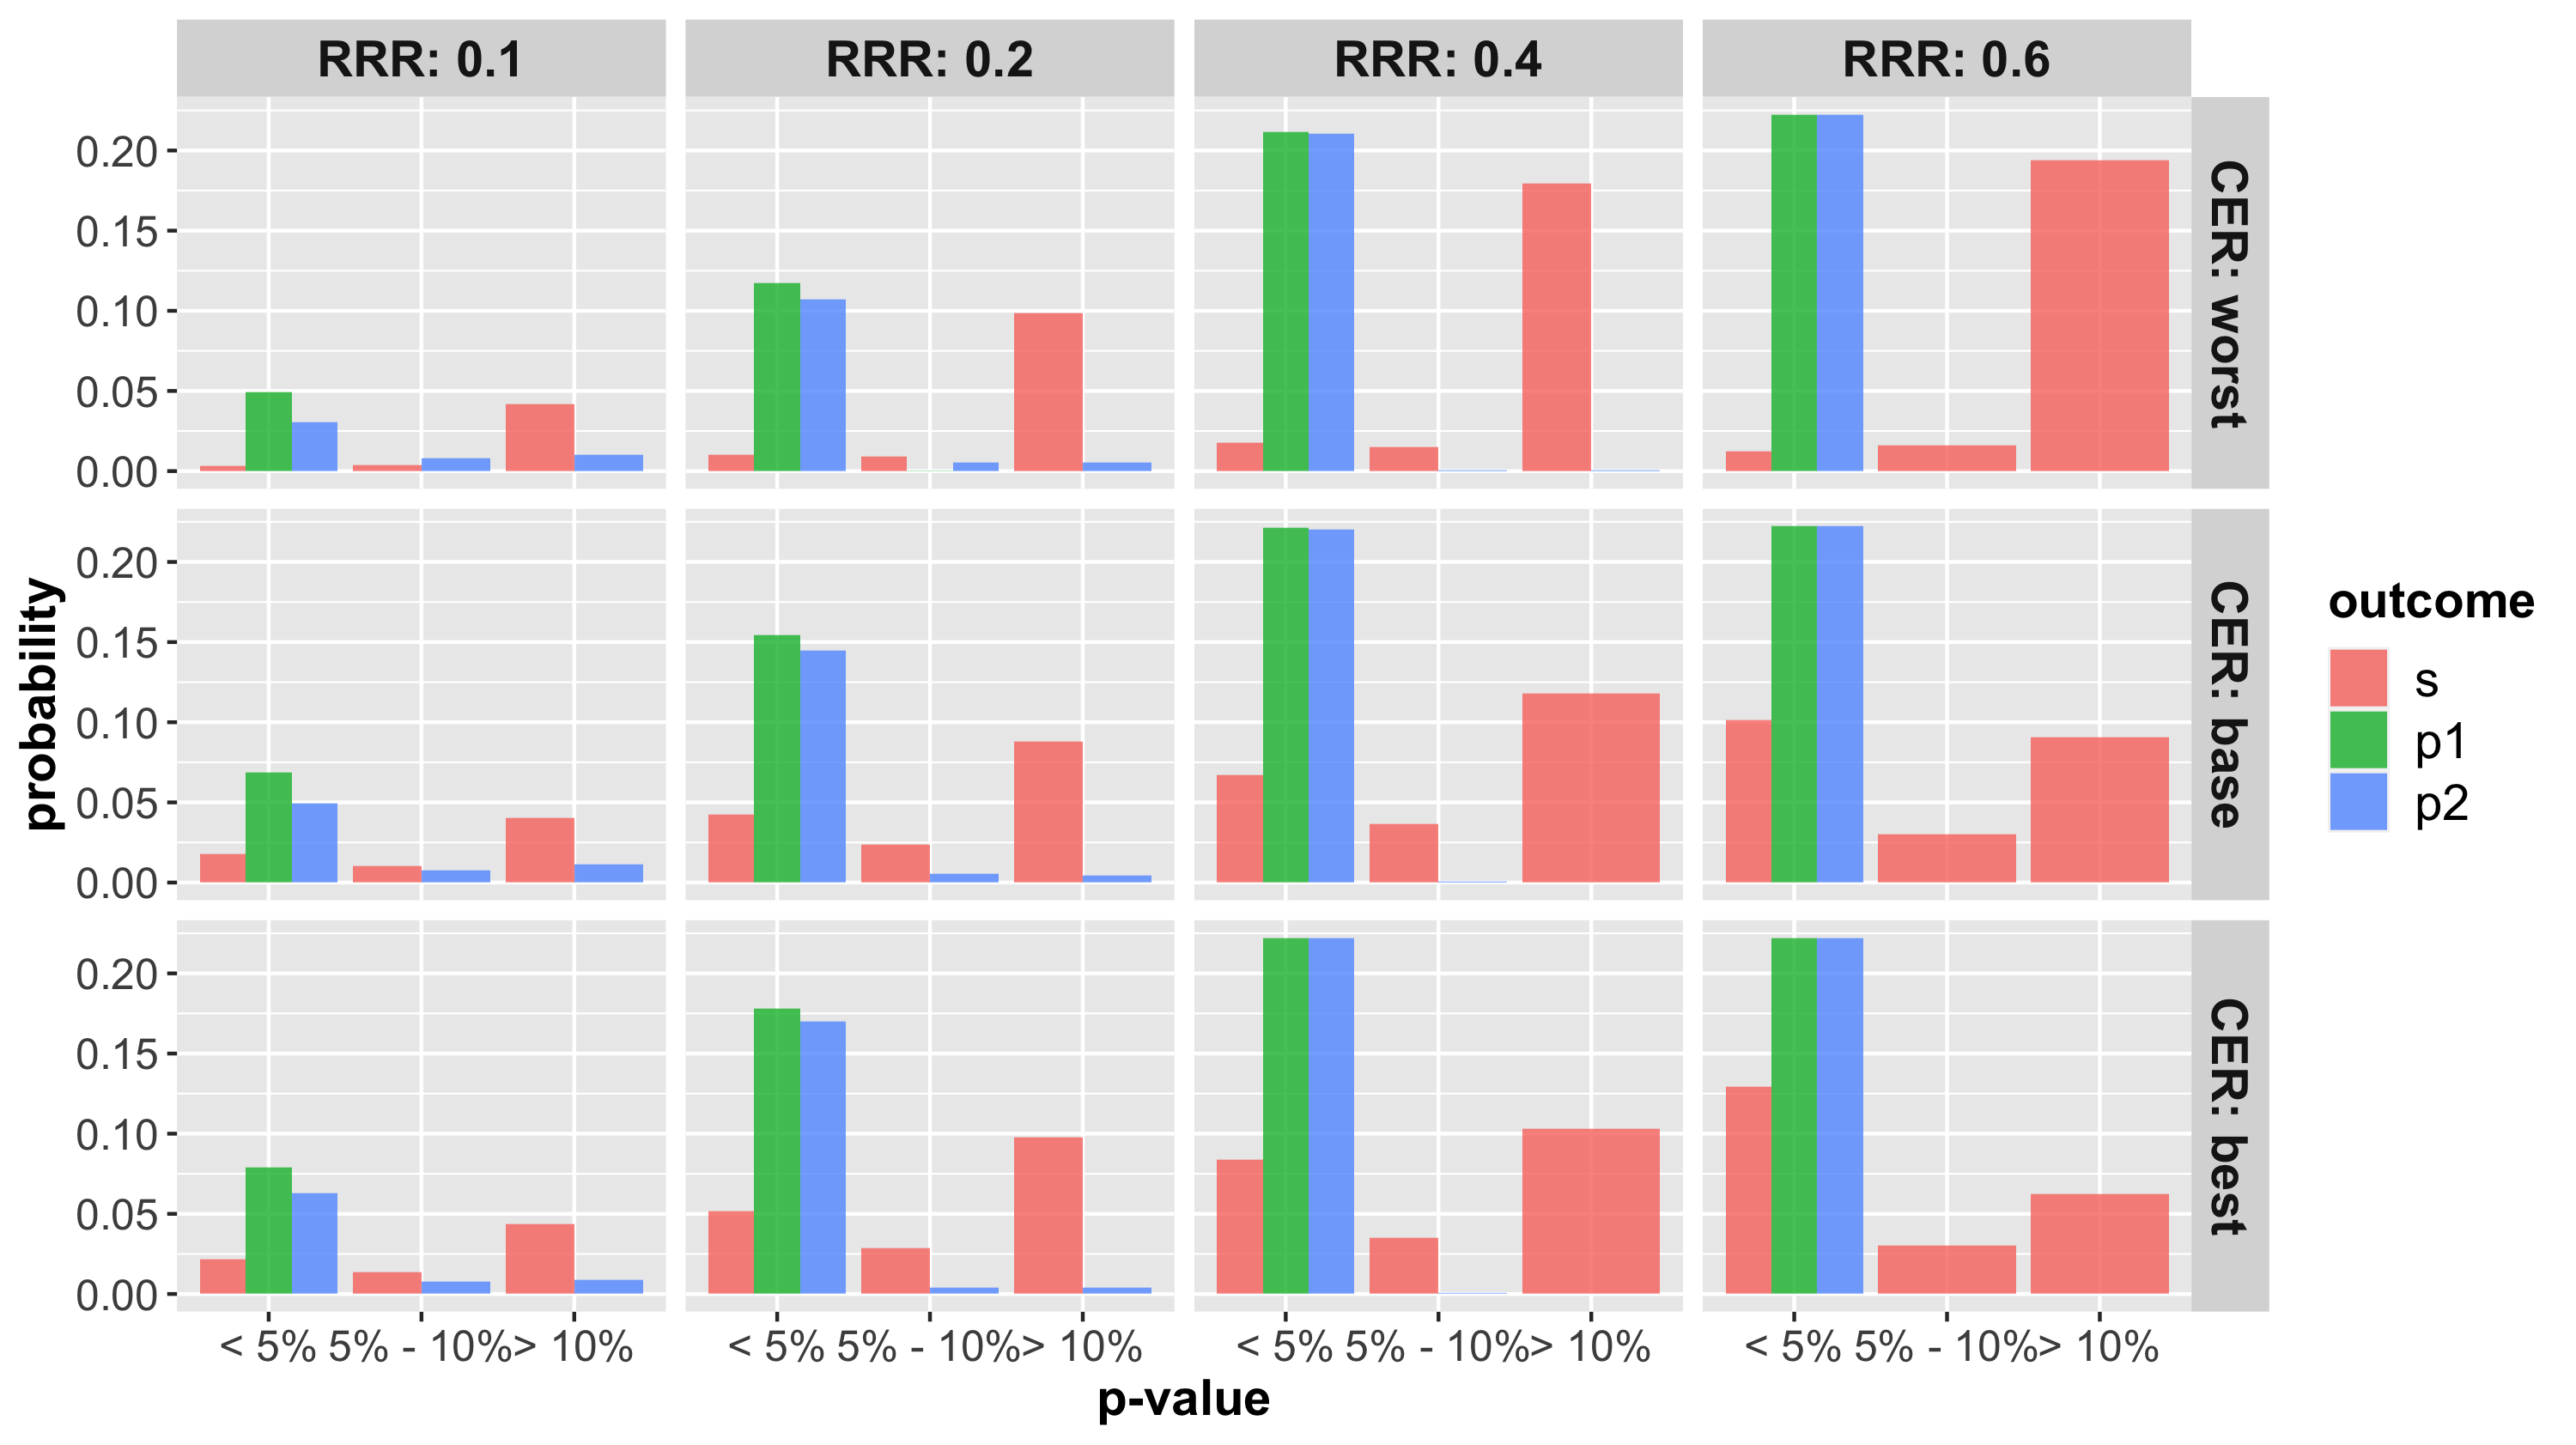 RRR: 0.1 RRR: 0.2 RRR: 0.4 RRR: 0.6
0.20
0.15
0.10
0.05
0.00
CER: worst
0.20
0.15
0.10
0.05
0.00
CER: base
0.20
0.15
0.10
0.05
0.00
CER: best
probability
< 5% 5% - 10% > 10% < 5% 5% - 10% > 10% < 5% 5% - 10% > 10% < 5% 5% - 10% > 10%
p-value
outcome
s
p1
p2